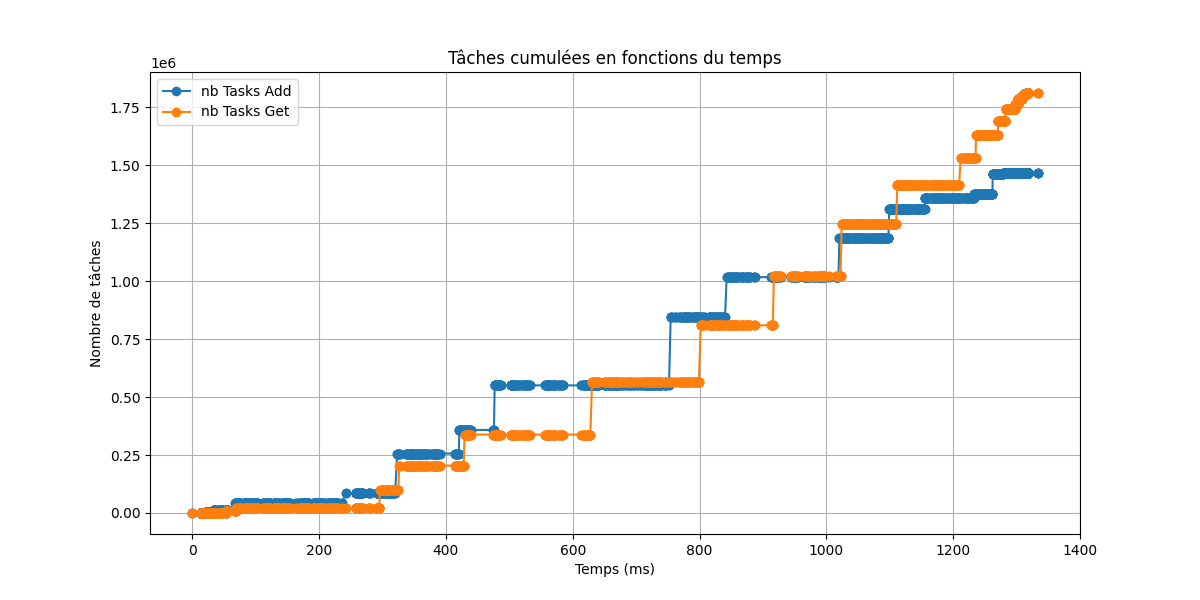 Tâches cumulées en fonctions du temps
1e6
nb Tasks Add
nb Tasks Get
1.75
1.50
1.25
1.00
0.75
0.50
0.25
0.00
Nombre de tâches
0 200 400 600 800 1000 1200 1400
Temps (ms)